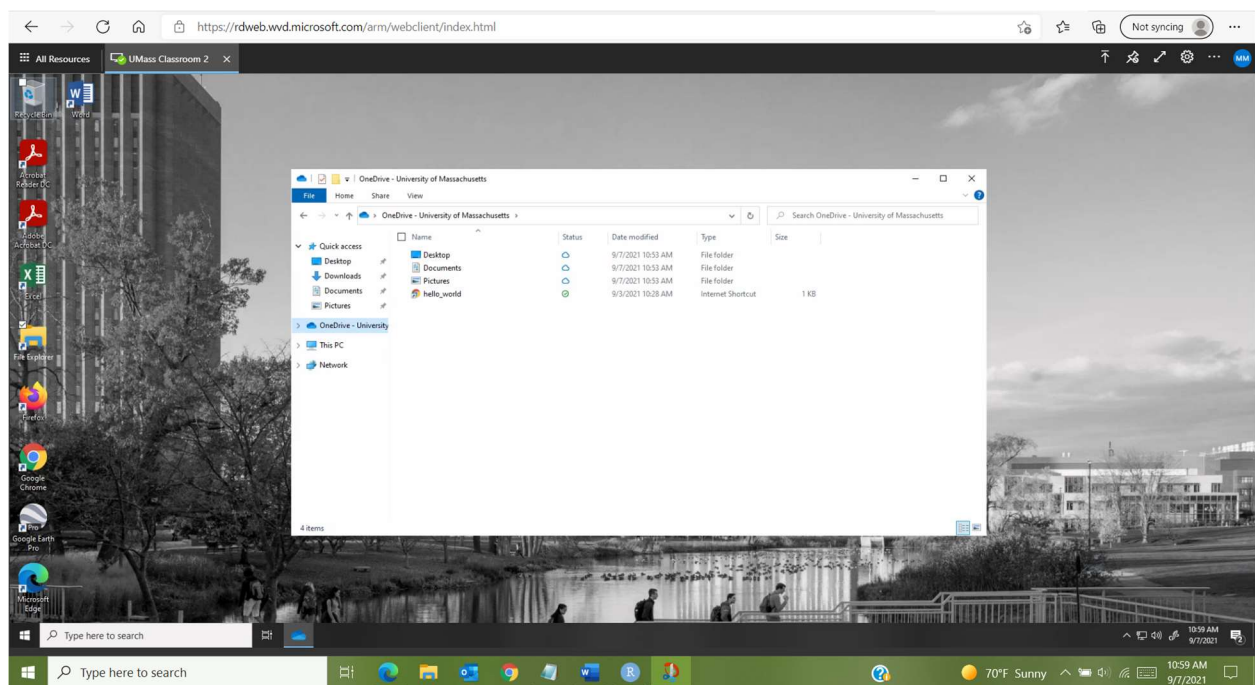 https://rdweb.wvd.microsoft.com/arm/webclient/index.html
Not syncing
All Resources
UMass Classroom 2
MM
Recycle Bin
Word
Acrobat
Reader DC
Adobe
Acrobat DC
Excel
File Explorer
Firefox
Google
Chrome
Pro
Google Earth
Pro
Microsoft
Edge
OneDrive - University of Massachusetts
File Home Share View
OneDrive - University of Massachusetts
Search OneDrive - University of Massachusetts
Quick access
Desktop
Downloads
Documents
Pictures
OneDrive - University
This PC
Network
Name Status Date modified Type Size
Desktop 9/7/2021 10:53 AM File folder
Documents 9/7/2021 10:53 AM File folder
Pictures 9/7/2021 10:53 AM File folder
hello_world 9/3/2021 10:28 AM Internet Shortcut 1 KB
4 items
Type here to search
10:59 AM
9/7/2021
2
Type here to search
70°F Sunny
10:59 AM
9/7/2021